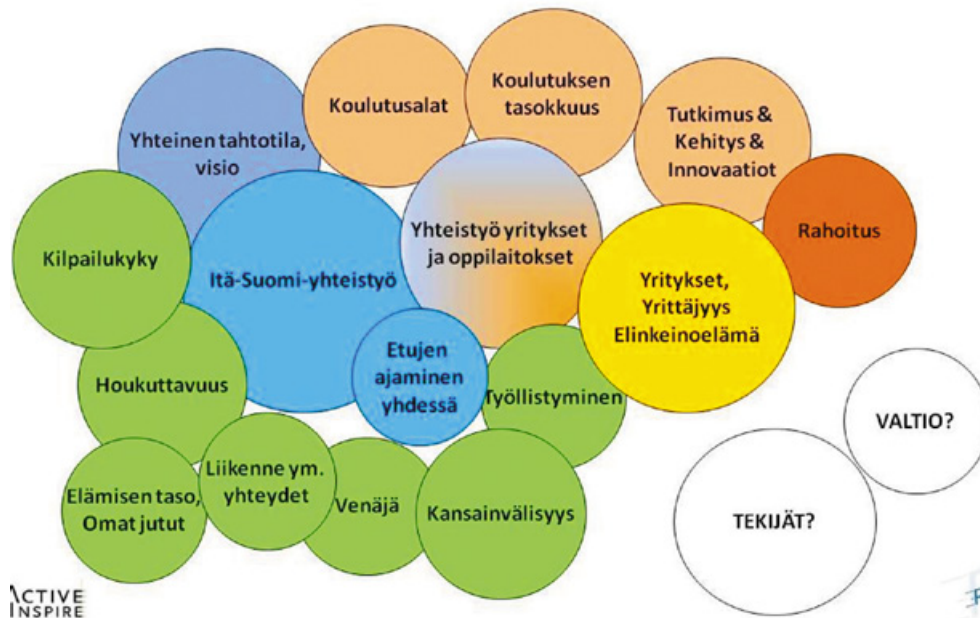 Koulutusalat
Koulutuksen
tasokkuus
Tutkimus &
Kehitys &
Innovaatiot
Yhteinen tahtotila,
visio
Kilpailukyky
Itä-Suomi-yhteistyö
Yhteistyö yritykset
ja oppilaitokset
Yritykset,
Yrittäjyys
Elinkeinoelämä
Rahoitus
Houkuttavuus
Etujen
ajaminen
yhdessä
Työllistyminen
Elämisen taso,
Omat jutut
Liikenne ym.
yhteydet
Venäjä
Kansainvälisyys
TEKIJÄT?
VALTIO?
ACTIVE
INSPIRE